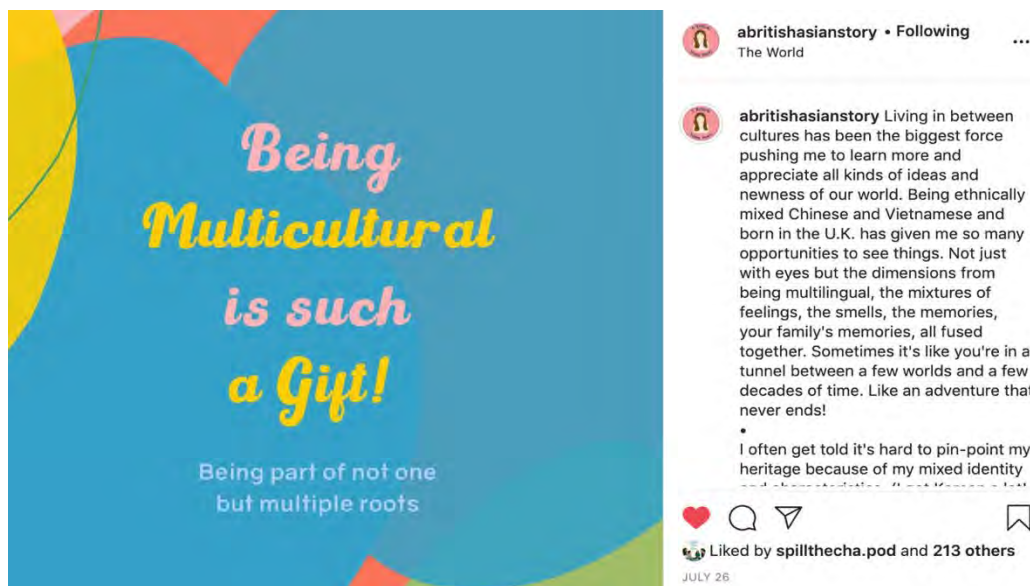 Being
Multicultural
is such
a Gift!
Being part of not one
but multiple roots
abritishasianstory • Following
The World
abritishasianstory Living in between
cultures has been the biggest force
pushing me to learn more and
appreciate all kinds of ideas and
newness of our world. Being ethnically
mixed Chinese and Vietnamese and
born in the U.K. has given me so many
opportunities to see things. Not just
with eyes but the dimensions from
being multilingual, the mixtures of
feelings, the smells, the memories,
your family's memories, all fused
together. Sometimes it's like you're in a
tunnel between a few worlds and a few
decades of time. Like an adventure that
never ends!
•
I often get told it's hard to pin-point my
heritage because of my mixed identity
Liked by spillthecha.pod and 213 others
JULY 26